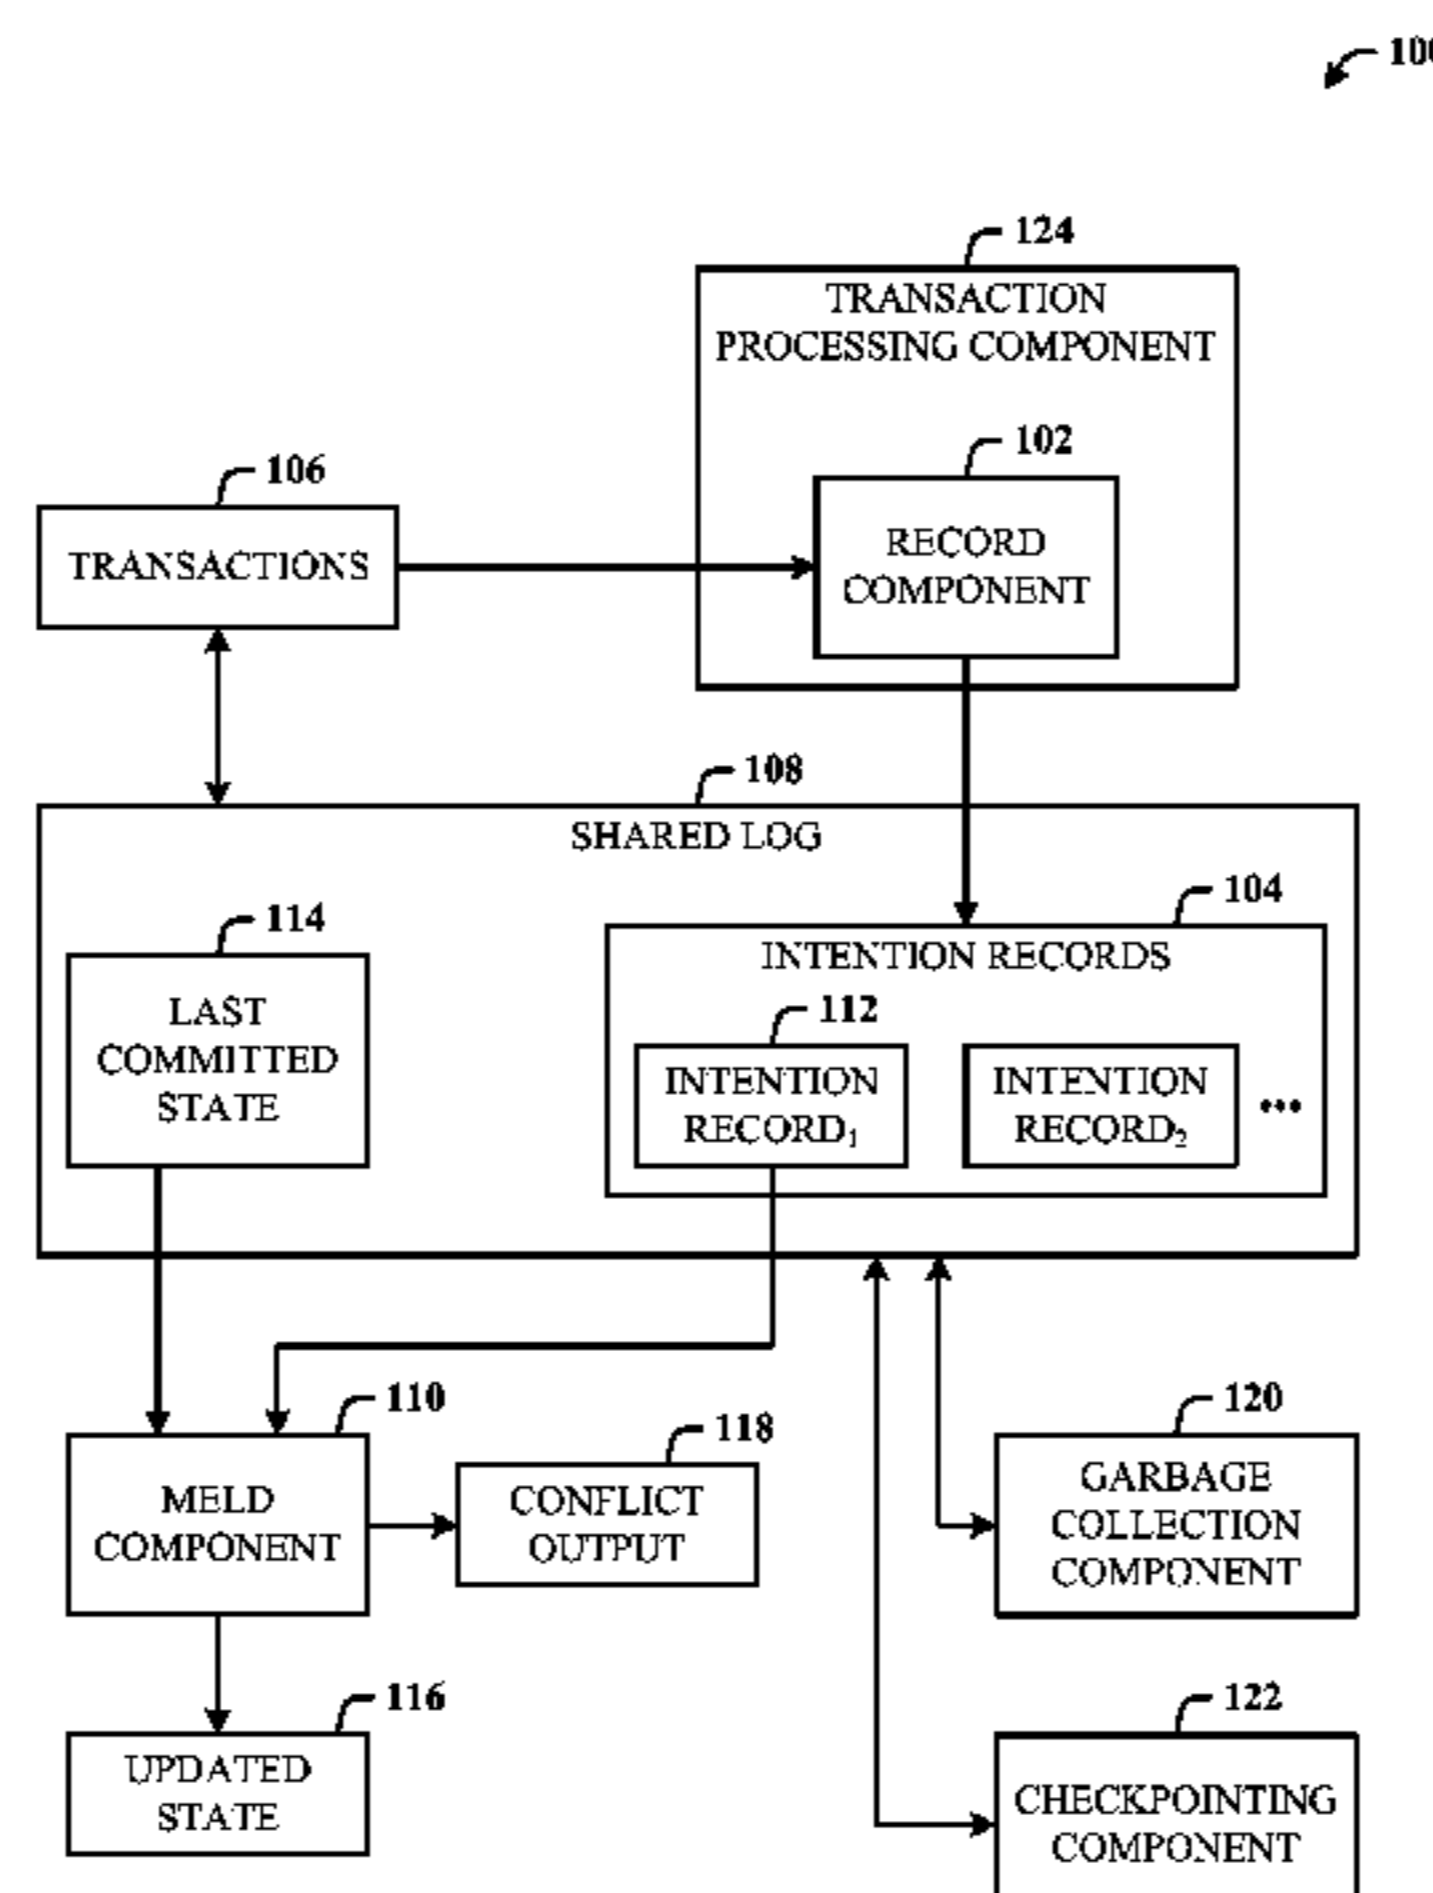 124
TRANSACTION
PROCESSING COMPONENT
102
RECORD
COMPONENT
106
TRANSACTIONS
108
SHARED LOG
114
LAST
COMMITTED
STATE
104
INTENTION RECORDS
112
INTENTION
RECORD₁
INTENTION
RECORD₂
...
110
MELD
COMPONENT
118
CONFLICT
OUTPUT
120
GARBAGE
COLLECTION
COMPONENT
116
UPDATED
STATE
122
CHECKPOINTING
COMPONENT